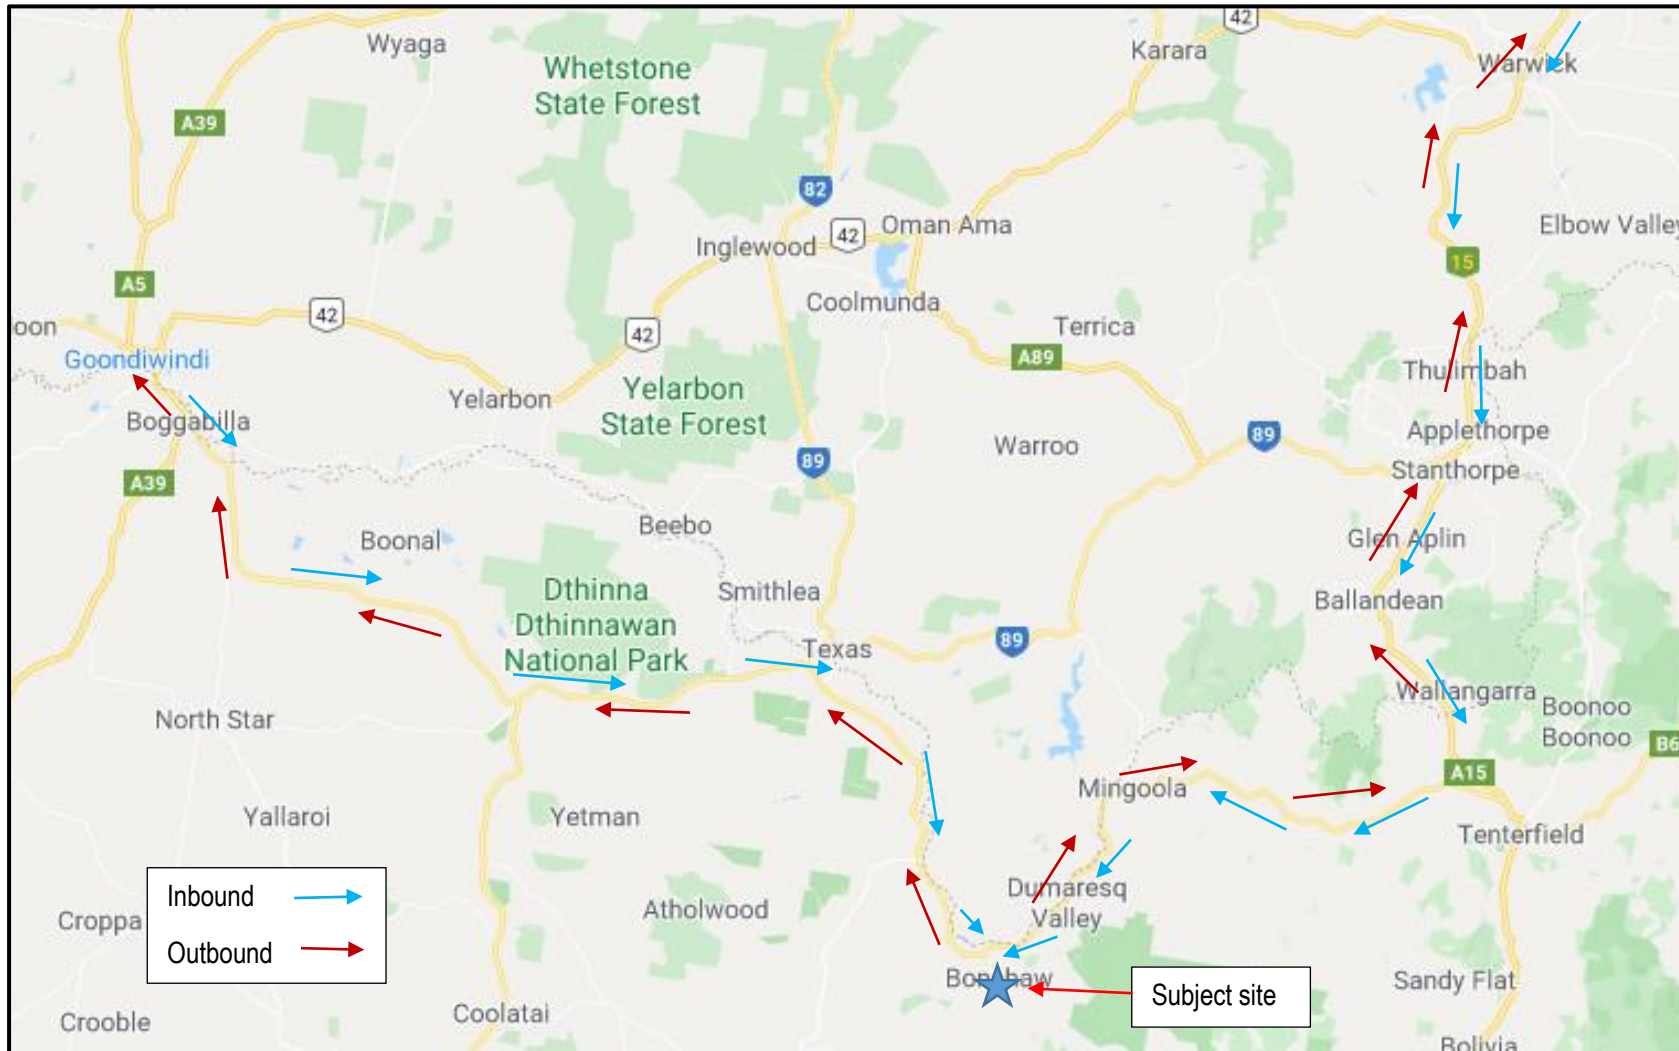 42
Wyaga
Karara
Whetstone
State Forest
Warwick
A39
82
Elbow Valley
Oman Ama
42
Inglewood
15
A5
Coolmunda
42
oon
42
Terrica
A89
Goondiwindi
Thulimbah
Yelarbon
State Forest
Yelarbon
Boggabilla
Applethorpe
89
Warroo
89
Stanthorpe
A39
Beebo
Boonal
Glen Aplin
Smithlea
Dthinna
Dthinnawan
National Park
Ballandean
89
Texas
Wallangarra
North Star
Boonoo
Boonoo
B6
A15
Mingoola
Yallaroi
Yetman
Tenterfield
Inbound
Outbound
Dumaresq
Valley
Atholwood
Croppa
Bonshaw
Sandy Flat
Subject site
Coolatai
Crooble
Bolivia